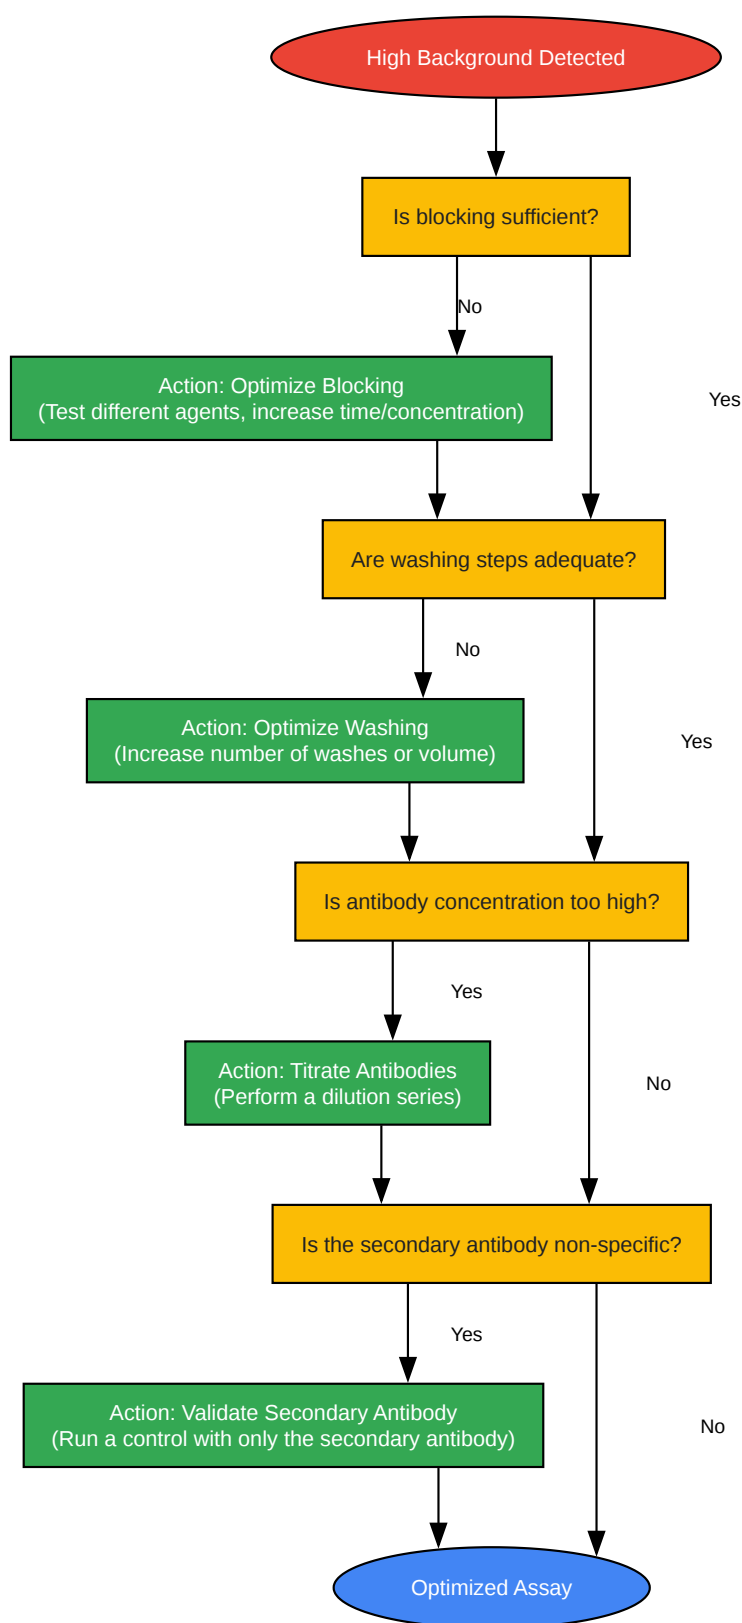 High Background Detected
Is blocking sufficient?
No
Action: Optimize Blocking
(Test different agents, increase time/concentration)
Yes
Are washing steps adequate?
No
Action: Optimize Washing
(Increase number of washes or volume)
Yes
Is antibody concentration too high?
Yes
Action: Titrate Antibodies
(Perform a dilution series)
No
Is the secondary antibody non-specific?
Yes
Action: Validate Secondary Antibody
(Run a control with only the secondary antibody)
No
Optimized Assay